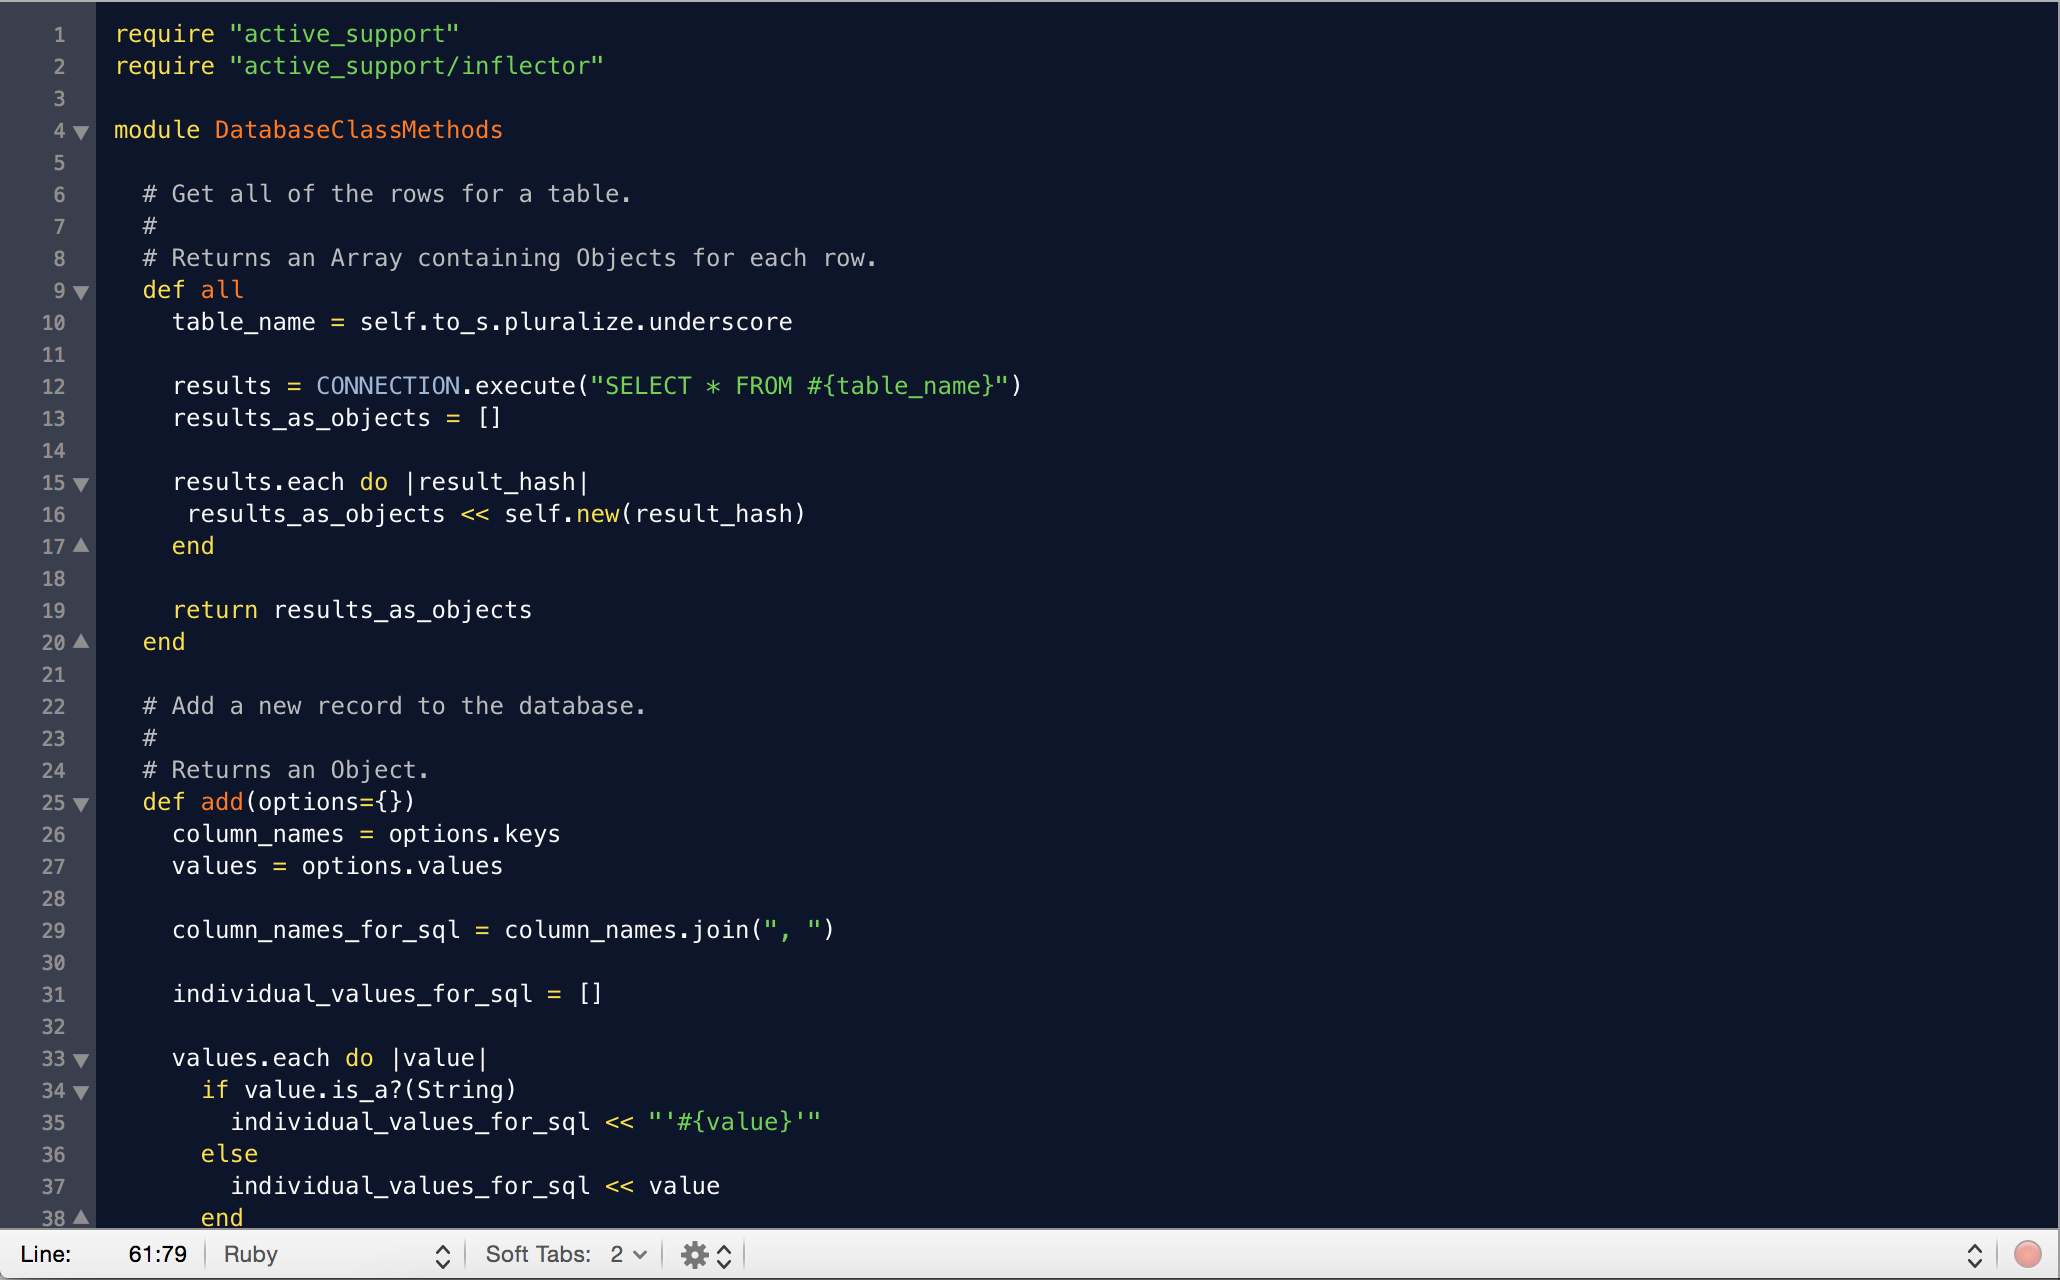 1 require "active_support"
2 require "active_support/inflector"
3
4 module DatabaseClassMethods
5
6   # Get all of the rows for a table.
7   #
8   # Returns an Array containing Objects for each row.
9   def all
10     table_name = self.to_s.pluralize.underscore
11
12     results = CONNECTION.execute("SELECT * FROM #{table_name}")
13     results_as_objects = []
14
15     results.each do |result_hash|
16      results_as_objects << self.new(result_hash)
17     end
18
19     return results_as_objects
20   end
21
22   # Add a new record to the database.
23   #
24   # Returns an Object.
25   def add(options={})
26     column_names = options.keys
27     values = options.values
28
29     column_names_for_sql = column_names.join(", ")
30
31     individual_values_for_sql = []
32
33     values.each do |value|
34       if value.is_a?(String)
35         individual_values_for_sql << "'#{value}'"
36       else
37         individual_values_for_sql << value
38       end
Line: 61:79 Ruby Soft Tabs: 2